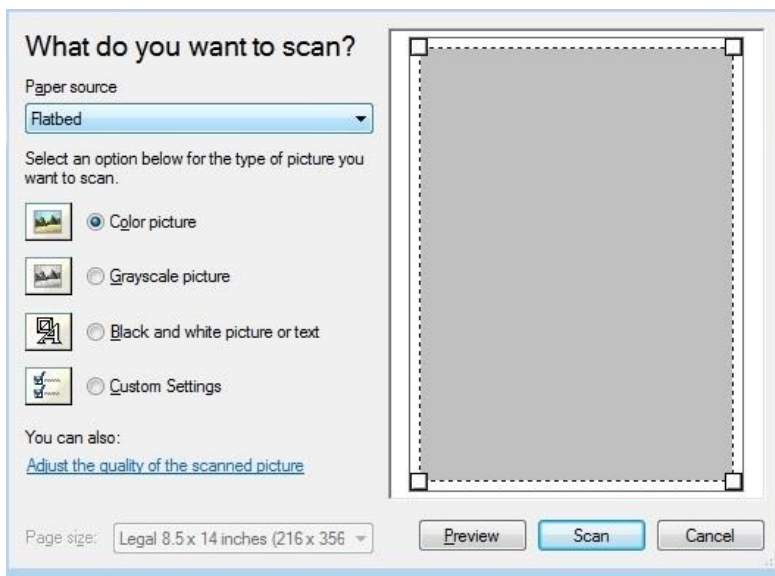 What do you want to scan?
Paper source
Flatbed
Select an option below for the type of picture you
want to scan.
Color picture
Grayscale picture
Black and white picture or text
Custom Settings
You can also:
Adjust the quality of the scanned picture
Page size: Legal 8.5 x 14 inches (216 x 356
Preview Scan Cancel